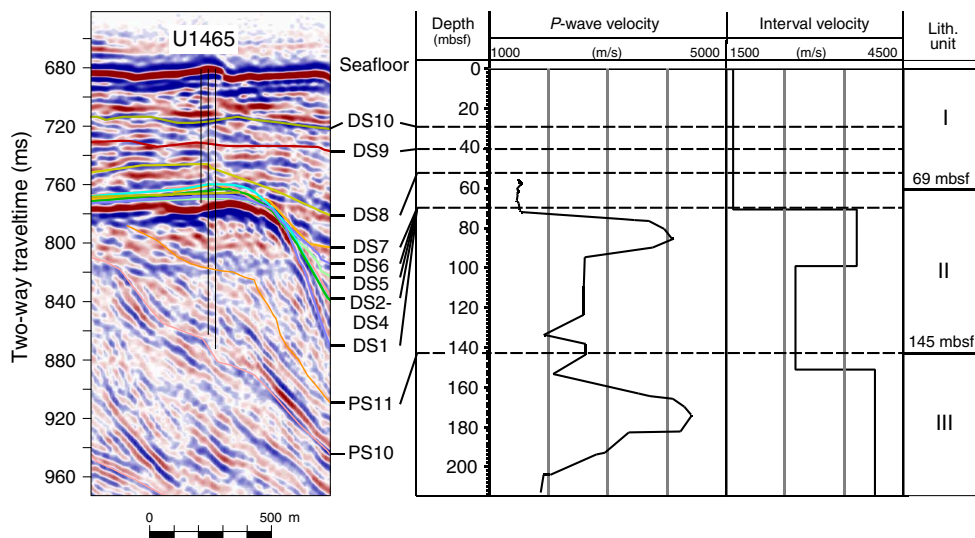 U1465
Two-way traveltime (ms)
680
720
760
800
840
880
920
960
0 500 m
Seafloor
DS10
DS9
DS8
DS7
DS6
DS5
DS2-
DS4
DS1
PS11
PS10
Depth
(mbsf)
0
20
40
60
80
100
120
140
160
180
200
P-wave velocity
1000 (m/s) 5000
Interval velocity
1500 (m/s) 4500
Lith.
unit
I
69 mbsf
II
145 mbsf
III